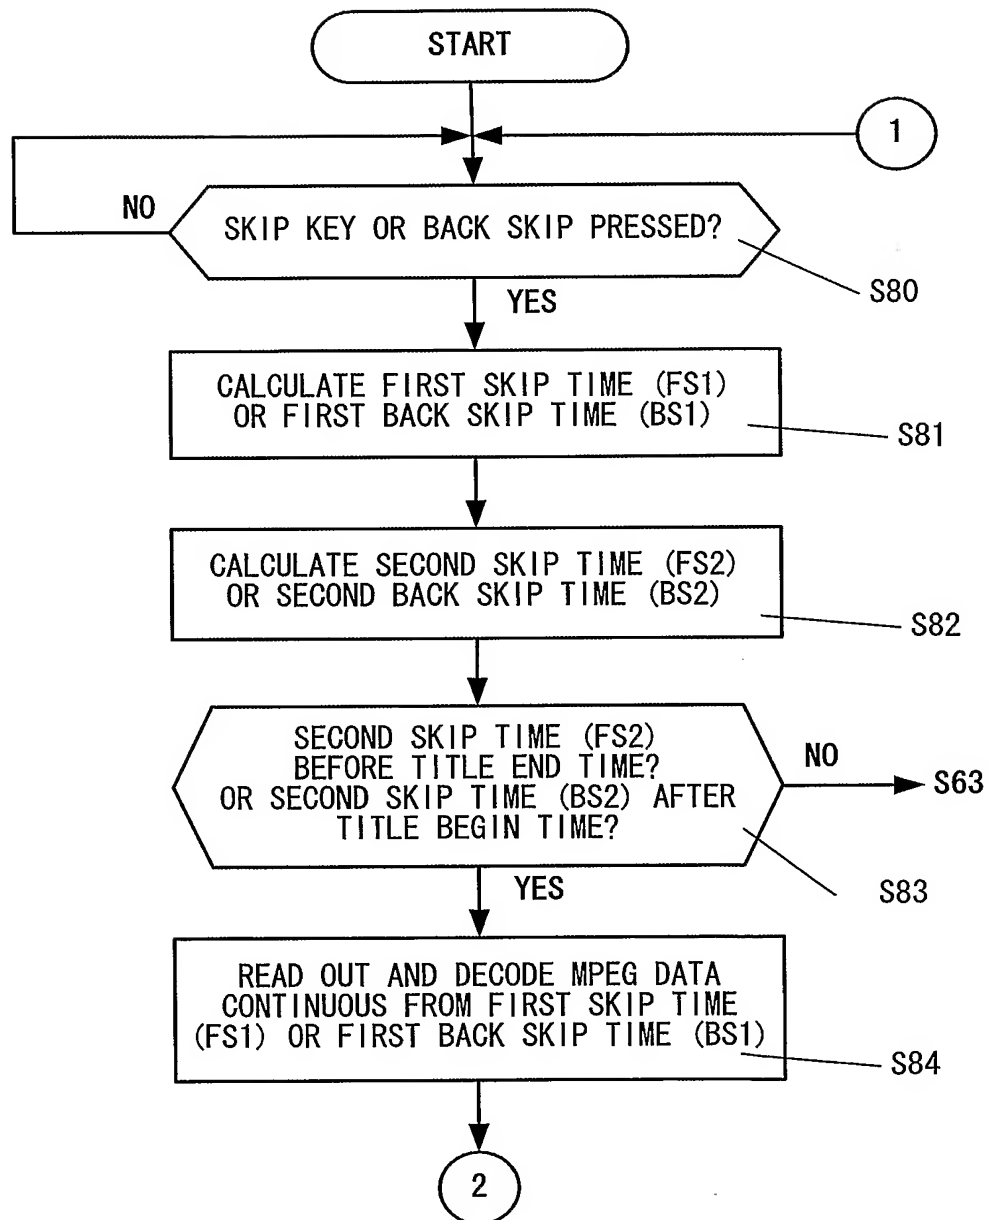 START
1
NO
SKIP KEY OR BACK SKIP PRESSED?
S80
YES
CALCULATE FIRST SKIP TIME (FS1)
OR FIRST BACK SKIP TIME (BS1)
S81
CALCULATE SECOND SKIP TIME (FS2)
OR SECOND BACK SKIP TIME (BS2)
S82
SECOND SKIP TIME (FS2)
BEFORE TITLE END TIME?
OR SECOND SKIP TIME (BS2) AFTER
TITLE BEGIN TIME?
NO
S63
S83
YES
READ OUT AND DECODE MPEG DATA
CONTINUOUS FROM FIRST SKIP TIME
(FS1) OR FIRST BACK SKIP TIME (BS1)
S84
2